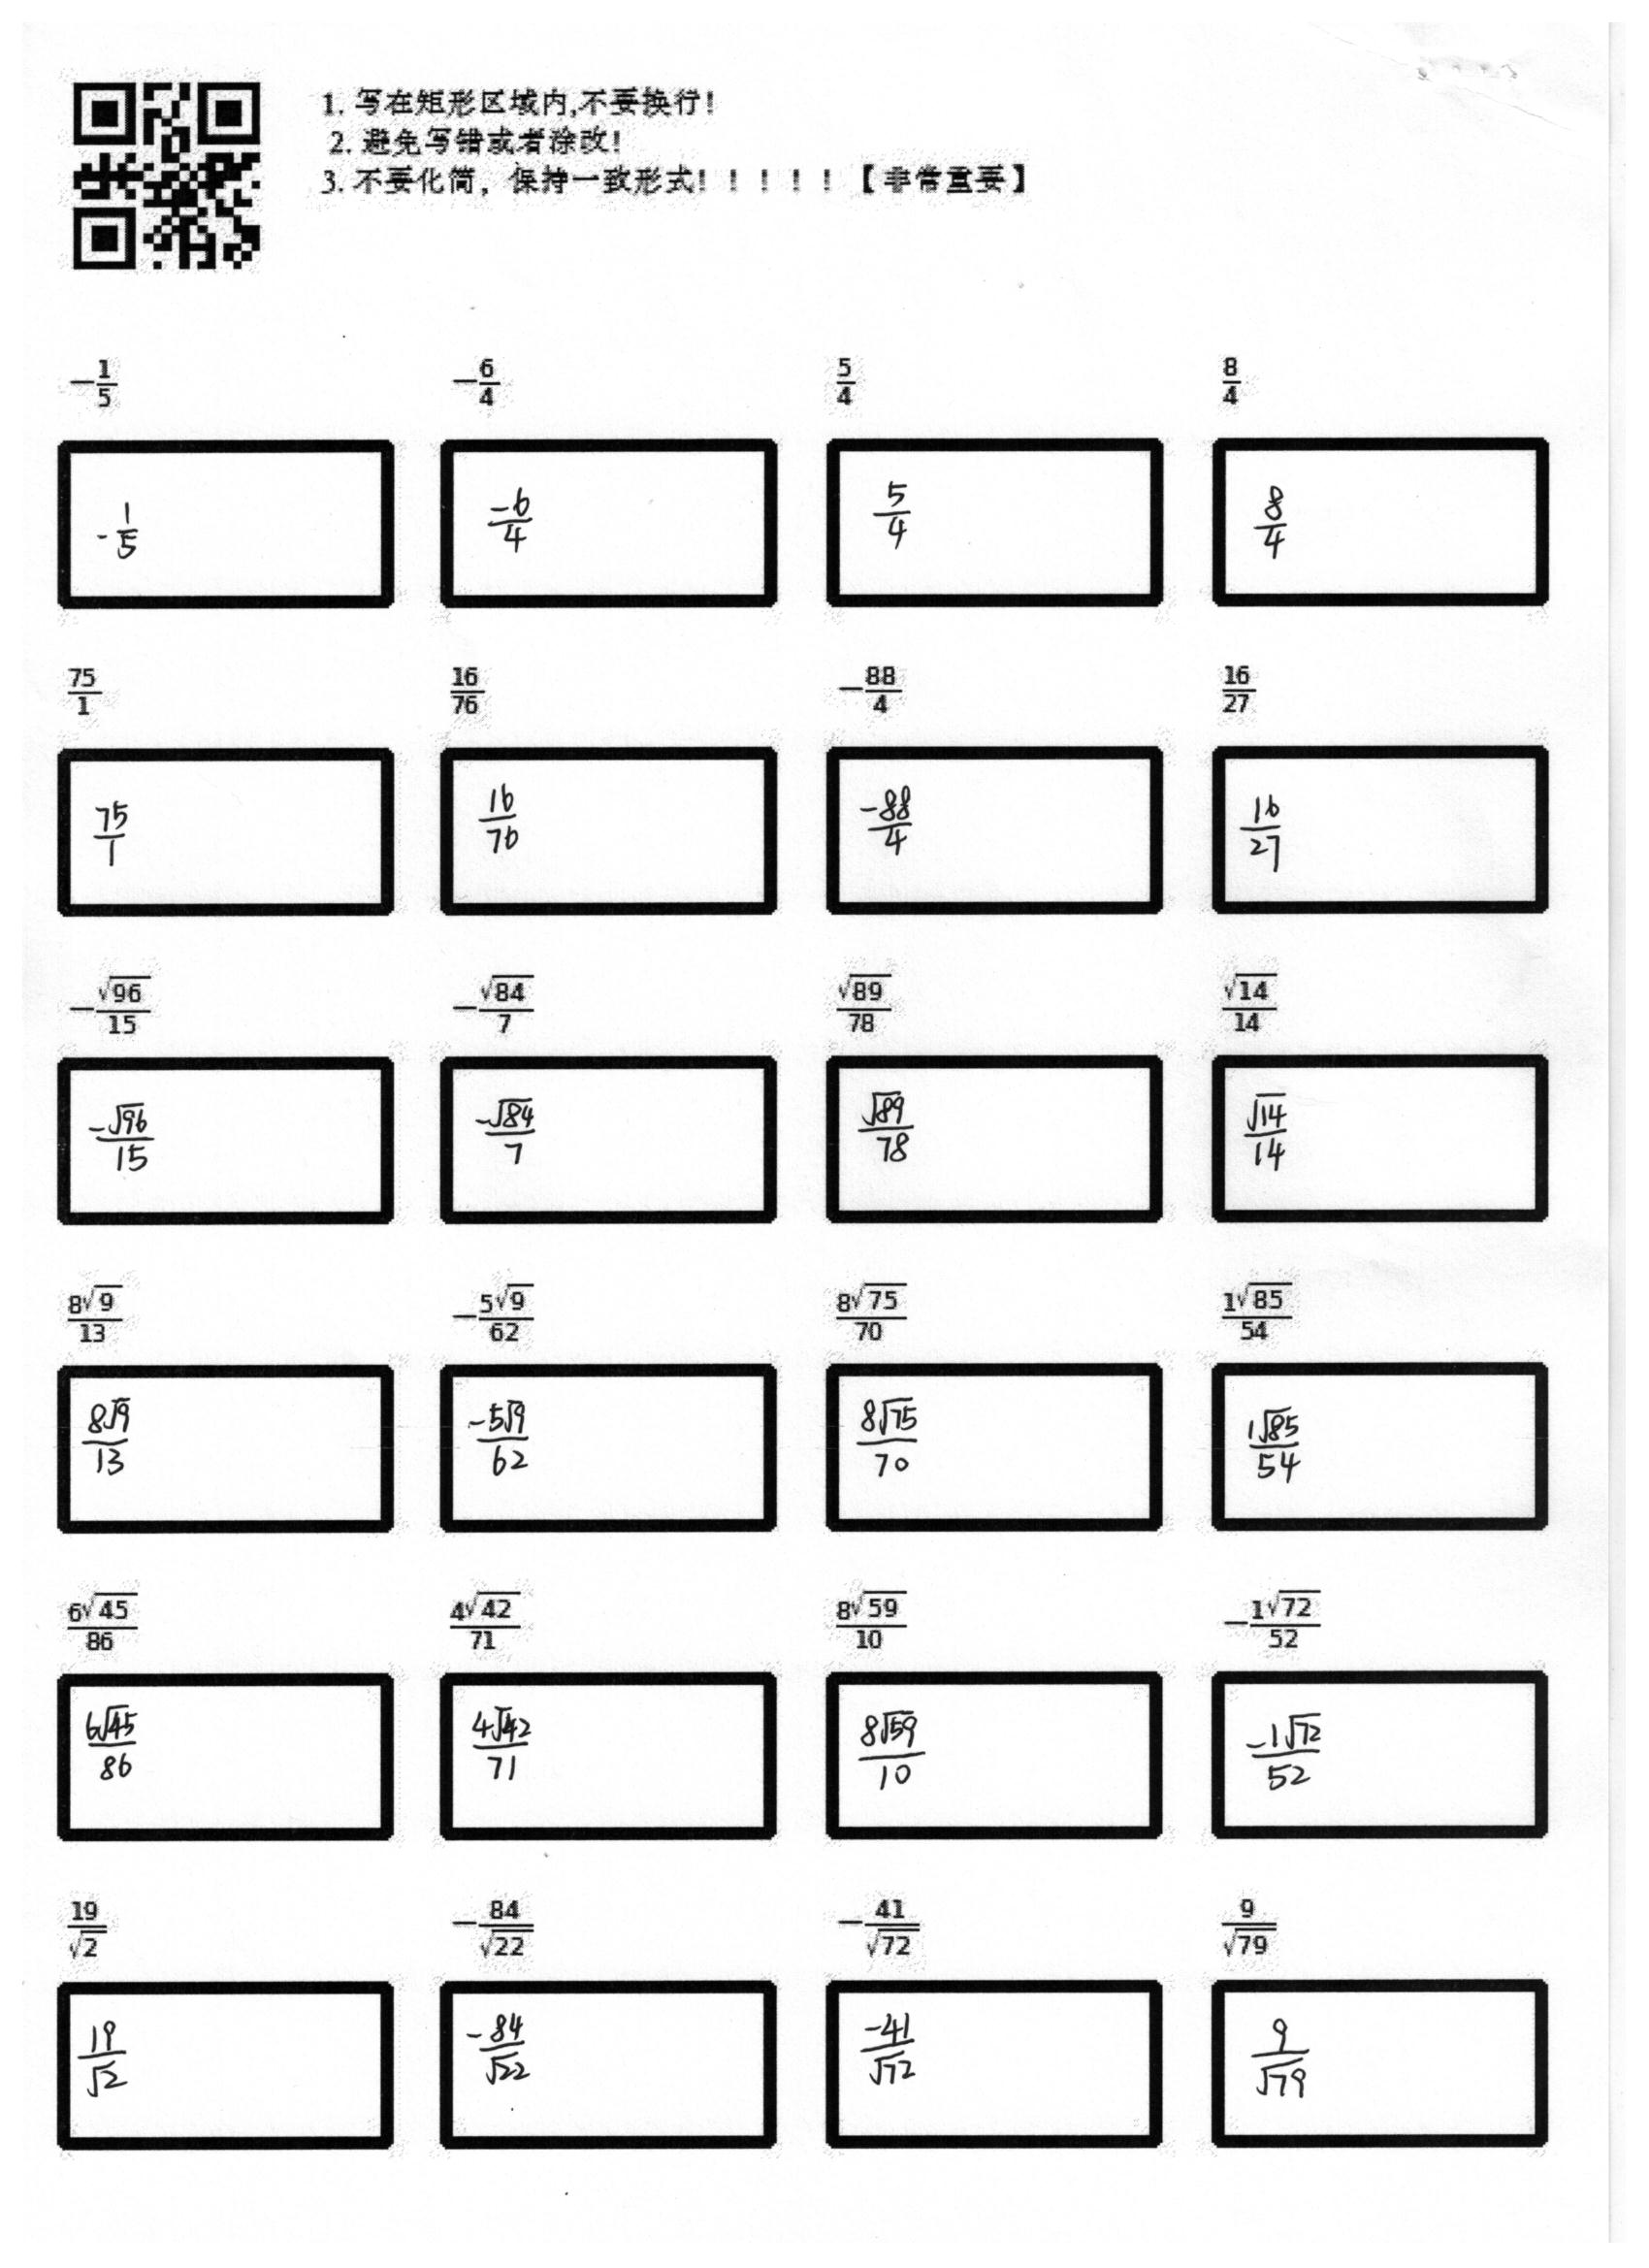 1. 写在矩形区域内,不要换行!
2. 避免写错或者涂改!
3. 不要化简，保持一致形式! ! ! ! ! 【非常重要】
-\frac{1}{5} -\frac{6}{4} \frac{5}{4} \frac{8}{4}
-\frac{1}{5} \frac{-6}{4} \frac{5}{4} \frac{8}{4}
\frac{75}{1} \frac{16}{76} -\frac{88}{4} \frac{16}{27}
\frac{75}{1} \frac{16}{76} \frac{-88}{4} \frac{16}{27}
-\frac{\sqrt{96}}{15} -\frac{\sqrt{84}}{7} \frac{\sqrt{89}}{78} \frac{\sqrt{14}}{14}
\frac{-\sqrt{96}}{15} \frac{-\sqrt{84}}{7} \frac{\sqrt{89}}{78} \frac{\sqrt{14}}{14}
\frac{8\sqrt{9}}{13} -\frac{5\sqrt{9}}{62} \frac{8\sqrt{75}}{70} \frac{1\sqrt{85}}{54}
\frac{8\sqrt{9}}{13} \frac{-5\sqrt{9}}{62} \frac{8\sqrt{75}}{70} \frac{1\sqrt{85}}{54}
\frac{6\sqrt{45}}{86} \frac{4\sqrt{42}}{71} \frac{8\sqrt{59}}{10} -\frac{1\sqrt{72}}{52}
\frac{6\sqrt{45}}{86} \frac{4\sqrt{42}}{71} \frac{8\sqrt{59}}{10} \frac{-1\sqrt{72}}{52}
\frac{19}{\sqrt{2}} -\frac{84}{\sqrt{22}} -\frac{41}{\sqrt{72}} \frac{9}{\sqrt{79}}
\frac{19}{\sqrt{2}} \frac{-84}{\sqrt{22}} \frac{-41}{\sqrt{72}} \frac{9}{\sqrt{79}}